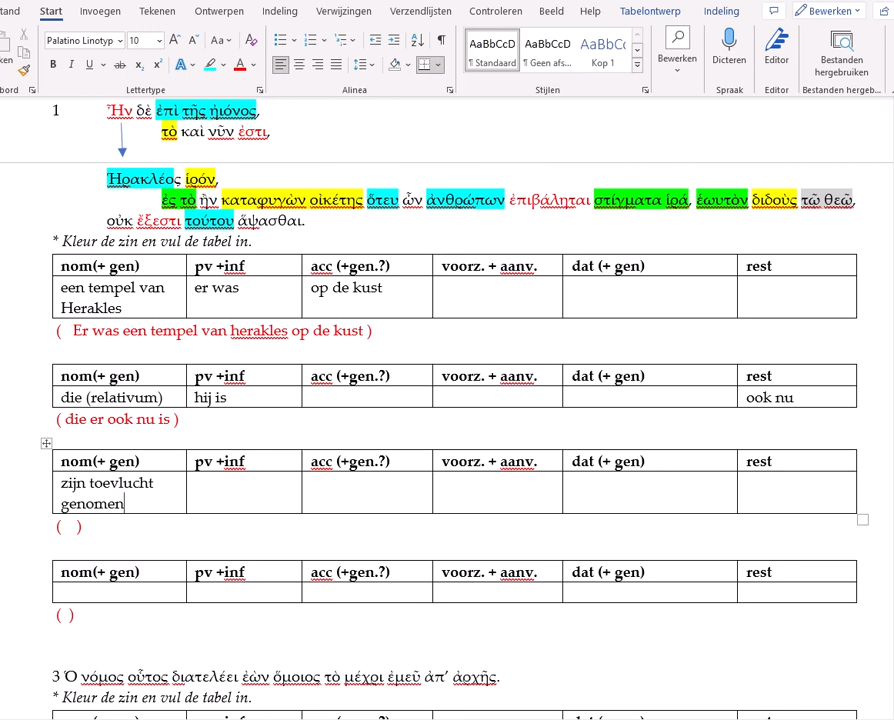 tand Start Invoegen Tekenen Ontwerpen Indeling Verwijzingen Verzendlijsten Controleren Beeld Help Tabelontwerp Indeling Bewerken
Palatino Linotyp 10 A A Aa A
AaBbCcD AaBbCcD AaBbCc
ken B I U ab x₂ x² A A
¶ Standaard ¶ Geen afs... Kop 1
Bewerken Dicteren Editor Bestanden
hergebruiken
bord Lettertype Alinea Stijlen Spraak Editor Bestanden hergeb...
1 Ἦν δὲ ἐπὶ τῆς ἠιόνος,
τὸ καὶ νῦν ἐστι,
Ἡρακλέος ἱρόν,
ἐς τὸ ἢν καταφυγὼν οἰκέτης ὅτευ ὦν ἀνθρώπων ἐπιβάληται στίγματα ἱρά, ἑωυτὸν διδοὺς τῷ θεῷ,
οὐκ ἔξεστι τούτου ἅψασθαι.
* Kleur de zin en vul de tabel in.
nom(+ gen) pv +inf acc (+gen.?) voorz. + aanv. dat (+ gen) rest
een tempel van er was op de kust
Herakles
( Er was een tempel van herakles op de kust )
nom(+ gen) pv +inf acc (+gen.?) voorz. + aanv. dat (+ gen) rest
die (relativum) hij is ook nu
( die er ook nu is )
nom(+ gen) pv +inf acc (+gen.?) voorz. + aanv. dat (+ gen) rest
zijn toevlucht
genomen
( )
nom(+ gen) pv +inf acc (+gen.?) voorz. + aanv. dat (+ gen) rest
( )
3 Ὁ νόμος οὗτος διατελέει ἐὼν ὅμοιος τὸ μέχρι ἐμεῦ ἀπ’ ἀρχῆς.
* Kleur de zin en vul de tabel in.